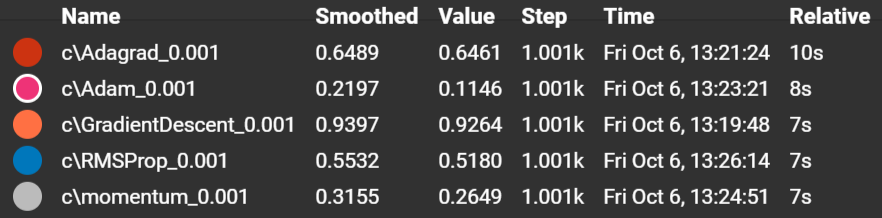 Name Smoothed Value Step Time Relative
c\Adagrad_0.001 0.6489 0.6461 1.001k Fri Oct 6, 13:21:24 10s
c\Adam_0.001 0.2197 0.1146 1.001k Fri Oct 6, 13:23:21 8s
c\GradientDescent_0.001 0.9397 0.9264 1.001k Fri Oct 6, 13:19:48 7s
c\RMSProp_0.001 0.5532 0.5180 1.001k Fri Oct 6, 13:26:14 7s
c\momentum_0.001 0.3155 0.2649 1.001k Fri Oct 6, 13:24:51 7s